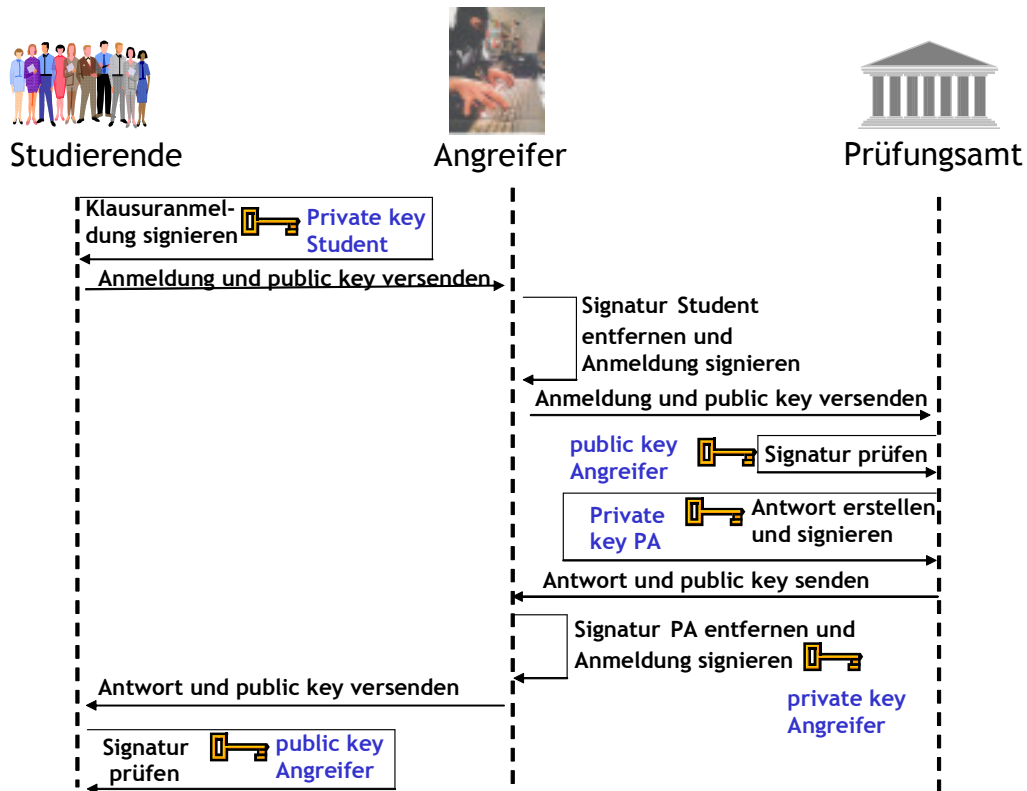 Studierende
Angreifer
Prüfungsamt
Klausuranmel-
dung signieren
Private key
Student
Anmeldung und public key versenden
Signatur Student
entfernen und
Anmeldung signieren
Anmeldung und public key versenden
public key
Angreifer
Signatur prüfen
Private
key PA
Antwort erstellen
und signieren
Antwort und public key senden
Signatur PA entfernen und
Anmeldung signieren
private key
Angreifer
Antwort und public key versenden
Signatur
prüfen
public key
Angreifer